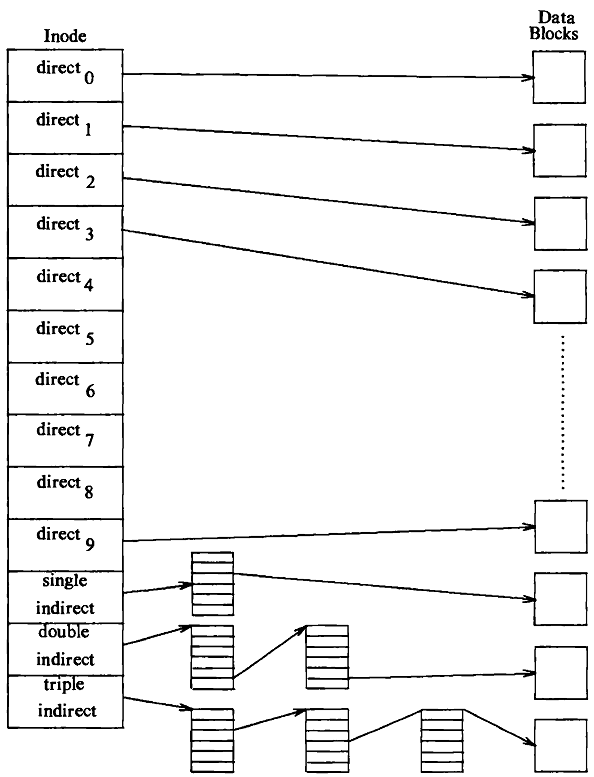 Data
Blocks
Inode
direct 0
direct 1
direct 2
direct 3
direct 4
direct 5
direct 6
direct 7
direct 8
direct 9
single
indirect
double
indirect
triple
indirect